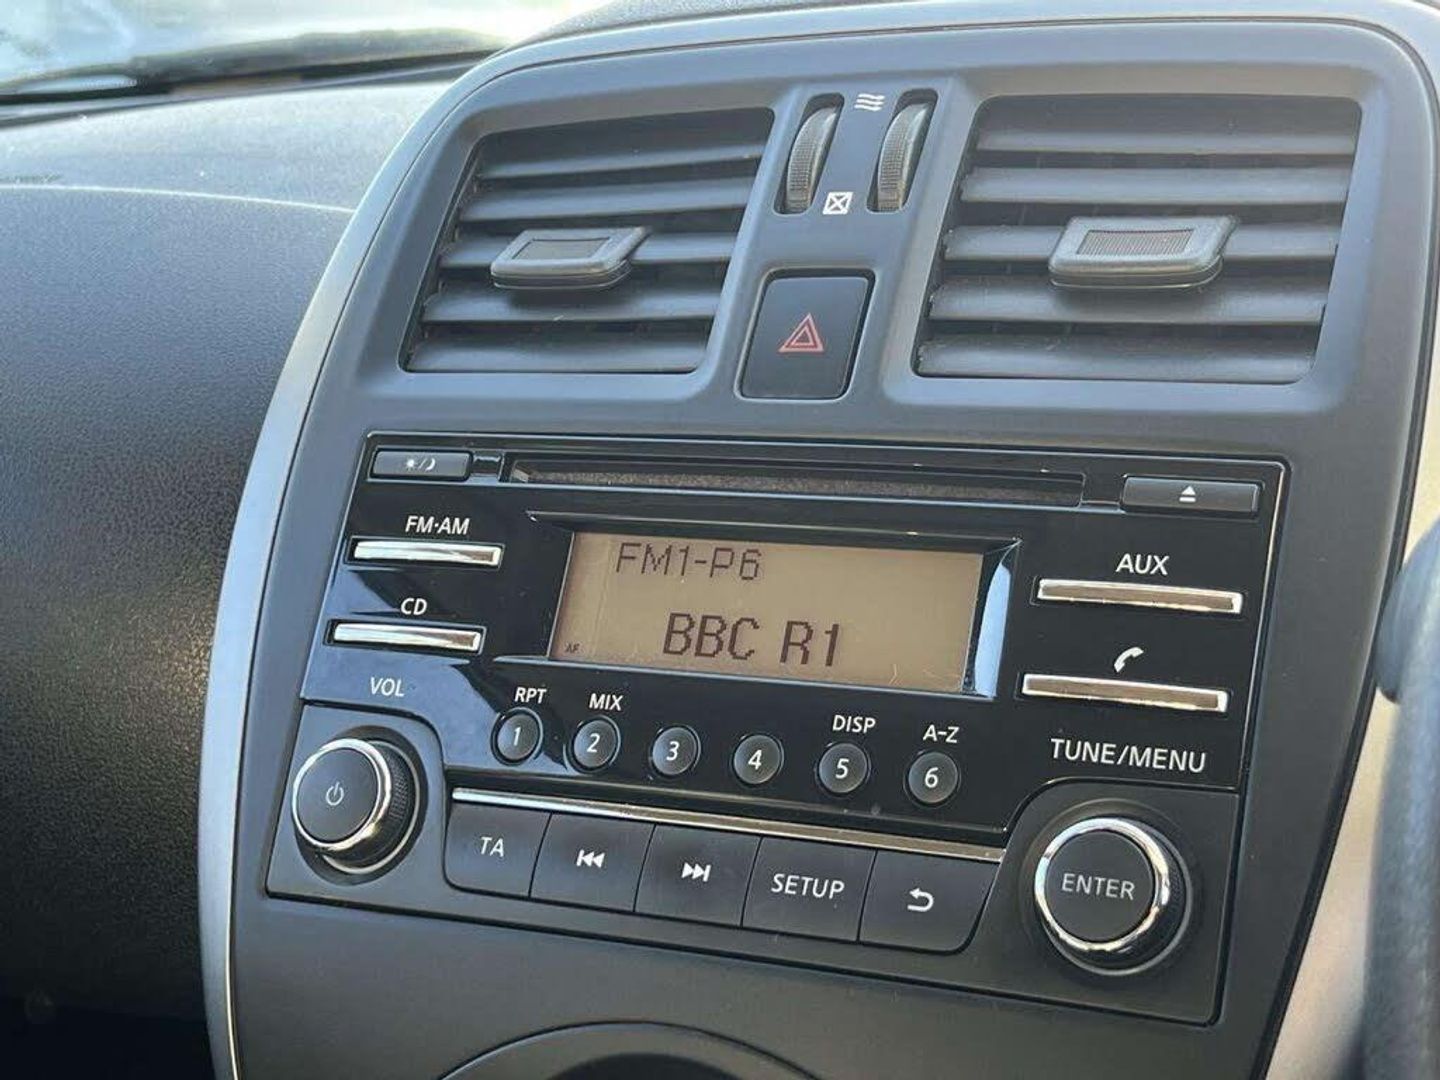 FM·AM
CD
VOL
FM1-P6
BBC R1
AF
AUX
TUNE/MENU
RPT
MIX
DISP
A-Z
1
2
3
4
5
6
TA
SETUP
ENTER